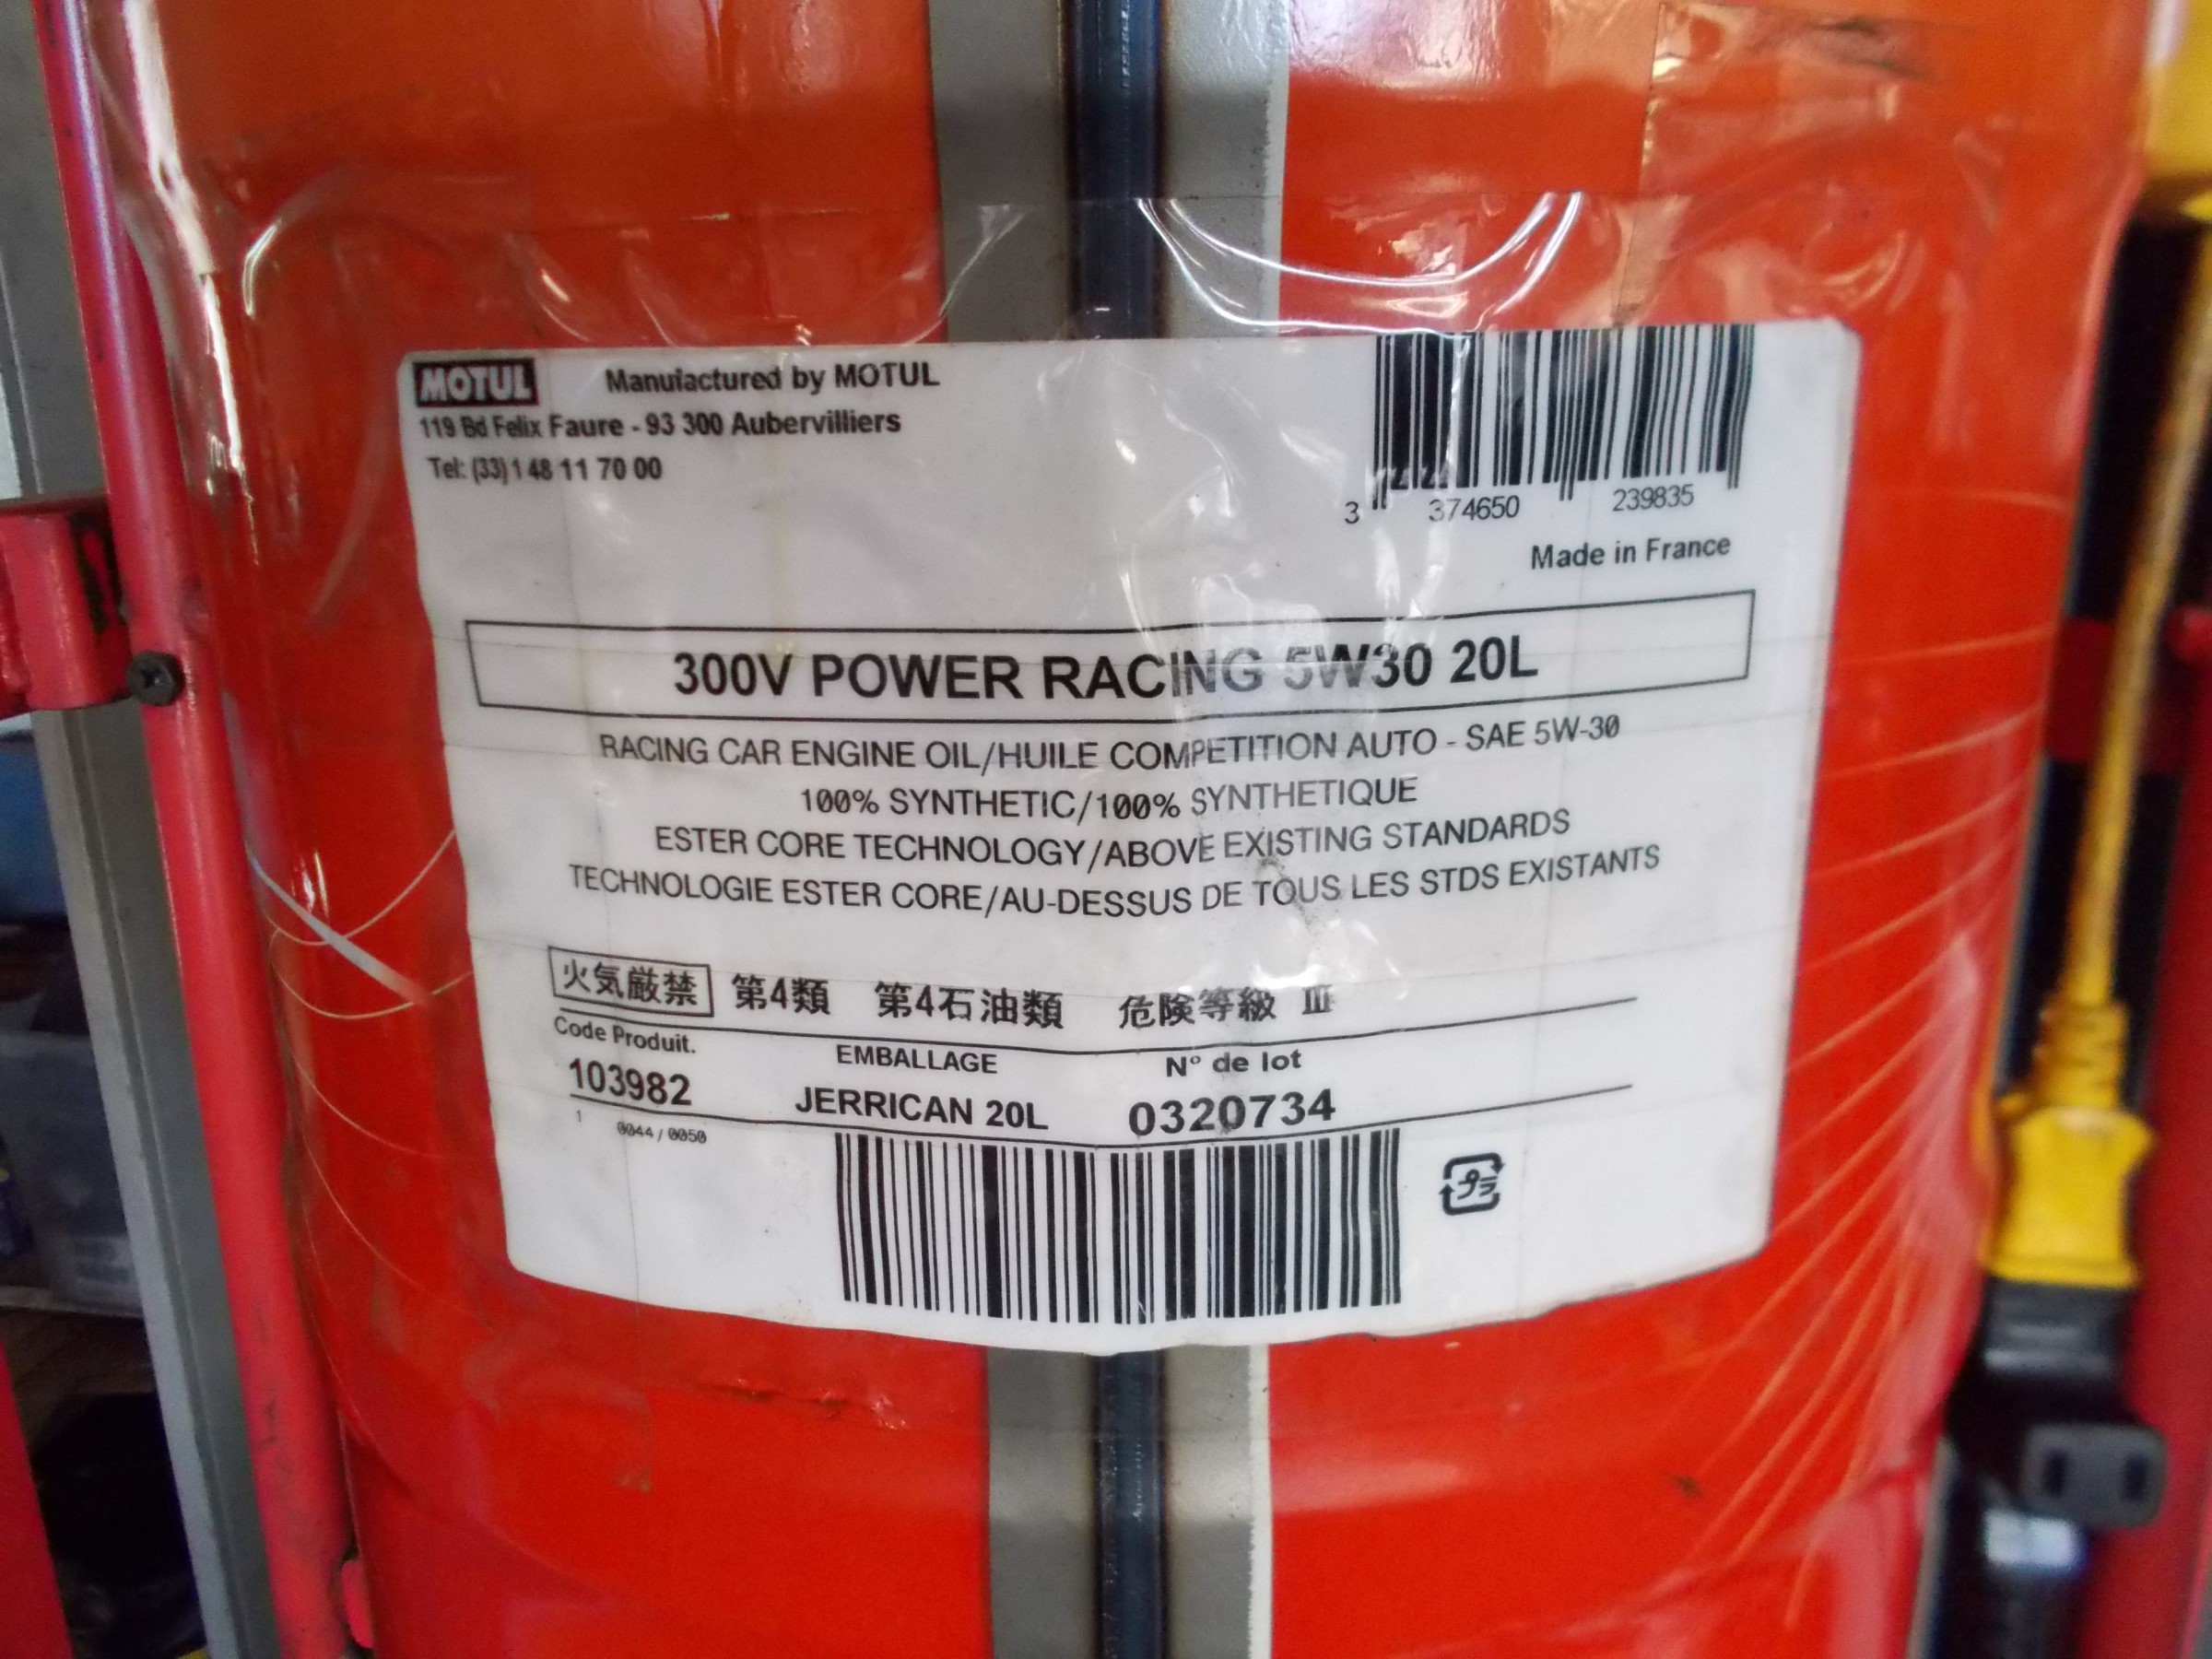 MOTUL Manufactured by MOTUL
119 Bd Felix Faure - 93 300 Aubervilliers
Tel: (33) 1 48 11 70 00
3 374650 239835
Made in France
300V POWER RACING 5W30 20L
RACING CAR ENGINE OIL/HUILE COMPETITION AUTO - SAE 5W-30
100% SYNTHETIC/100% SYNTHETIQUE
ESTER CORE TECHNOLOGY/ABOVE EXISTING STANDARDS
TECHNOLOGIE ESTER CORE/AU-DESSUS DE TOUS LES STDS EXISTANTS
火気厳禁 第4類 第4石油類 危険等級 III
Code Produit. EMBALLAGE N° de lot
103982 JERRICAN 20L 0320734
1 0044 / 0050
プラ